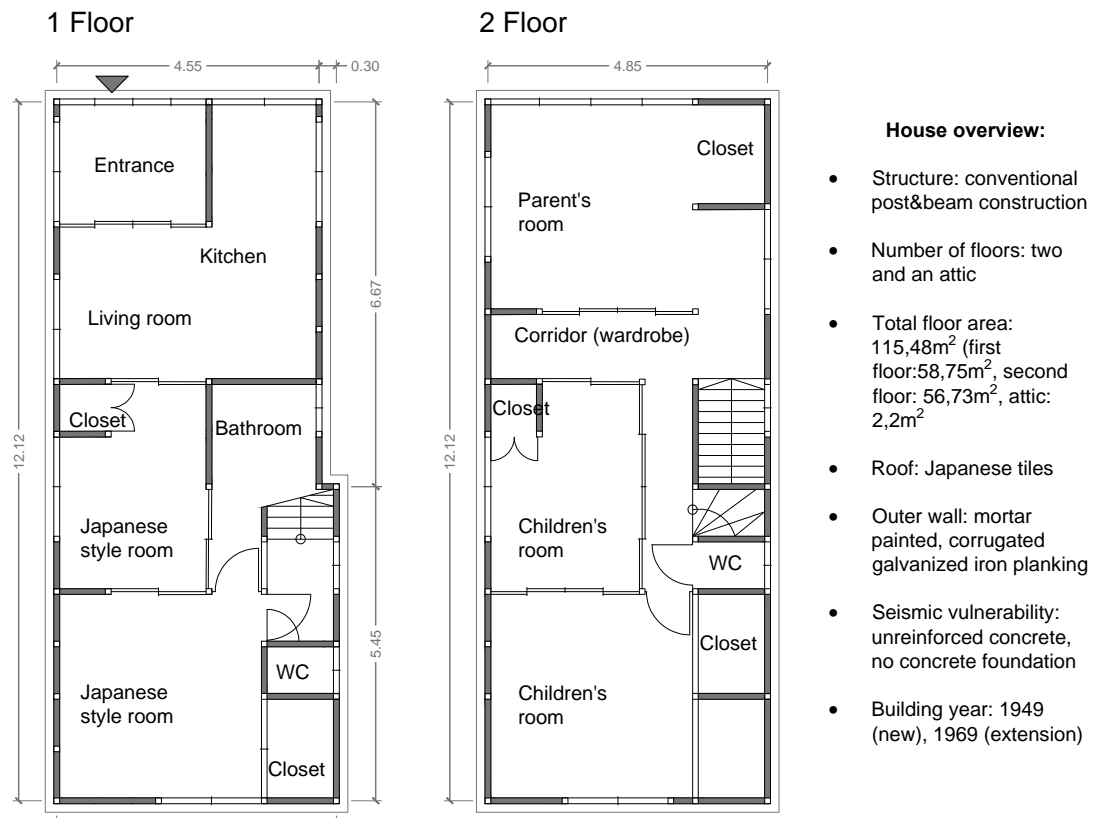 1 Floor
4.55
0.30
Entrance
Kitchen
Living room
6.67
12.12
Closet
Bathroom
Japanese
style room
5.45
Japanese
style room
WC
Closet
2 Floor
4.85
Closet
Parent's
room
Corridor (wardrobe)
12.12
Closet
Children's
room
WC
Closet
Children's
room
House overview:
• Structure: conventional
post&beam construction
• Number of floors: two
and an attic
• Total floor area:
115,48m² (first
floor:58,75m², second
floor: 56,73m², attic:
2,2m²
• Roof: Japanese tiles
• Outer wall: mortar
painted, corrugated
galvanized iron planking
• Seismic vulnerability:
unreinforced concrete,
no concrete foundation
• Building year: 1949
(new), 1969 (extension)